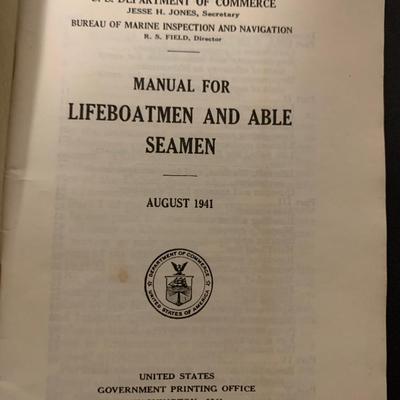 DEPARTMENT OF COMMERCE
JESSE H. JONES, Secretary
BUREAU OF MARINE INSPECTION AND NAVIGATION
R. S. FIELD, Director
MANUAL FOR
LIFEBOATMEN AND ABLE
SEAMEN
AUGUST 1941
DEPARTMENT OF COMMERCE
UNITED STATES OF AMERICA
UNITED STATES
GOVERNMENT PRINTING OFFICE